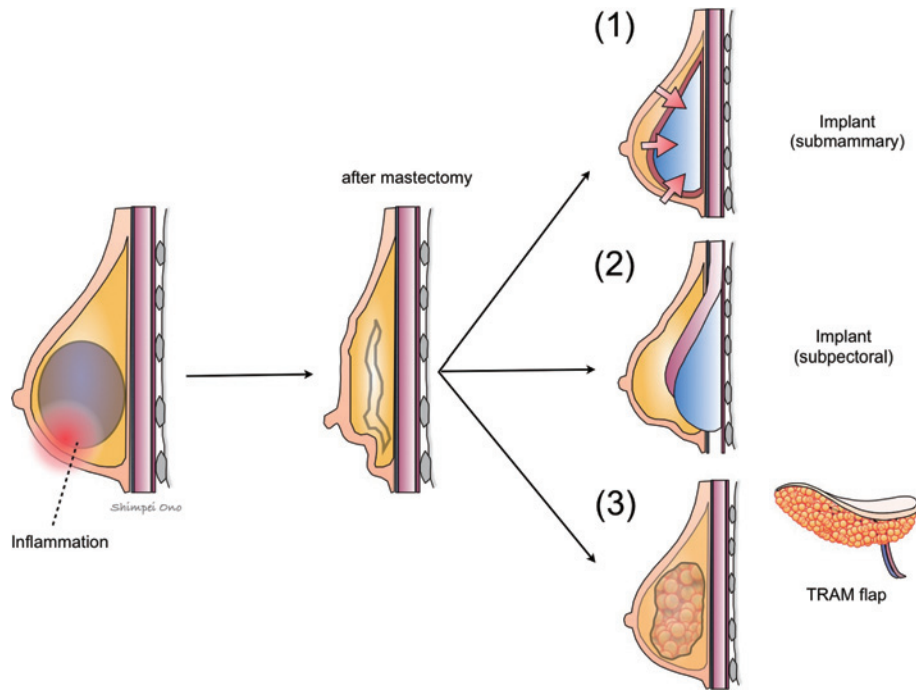 (1)
Implant
(submammary)
after mastectomy
(2)
Implant
(subpectoral)
Shimpei Ono
Inflammation
(3)
TRAM flap